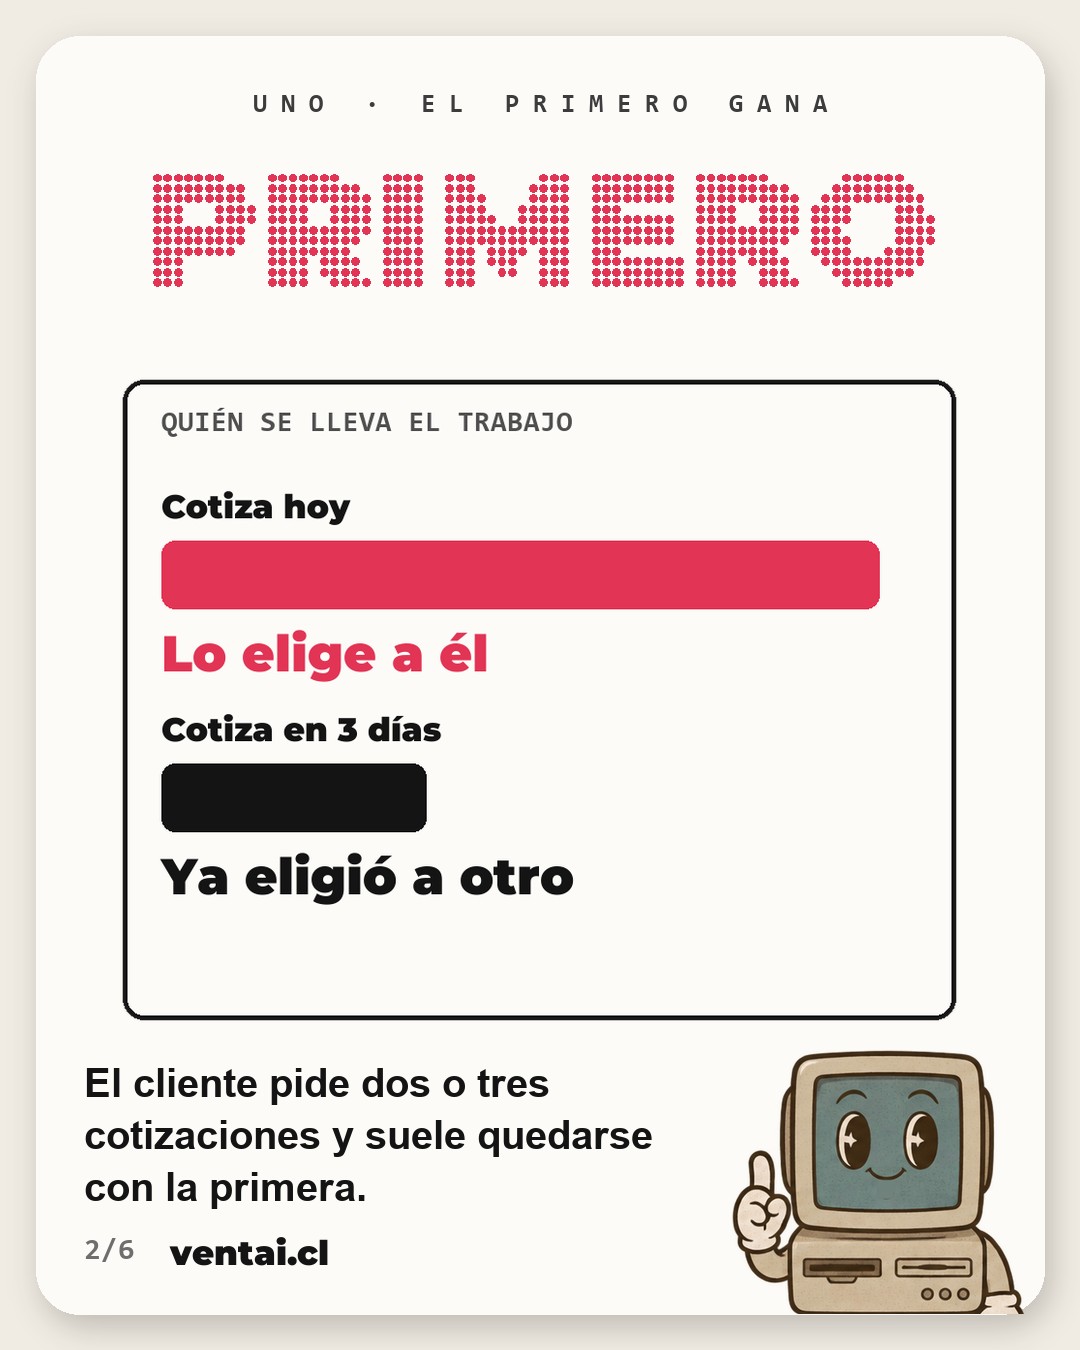 UNO · EL PRIMERO GANA
PRIMERO
QUIÉN SE LLEVA EL TRABAJO
Cotiza hoy
Lo elige a él
Cotiza en 3 días
Ya eligió a otro
El cliente pide dos o tres
cotizaciones y suele quedarse
con la primera.
2/6 ventai.cl